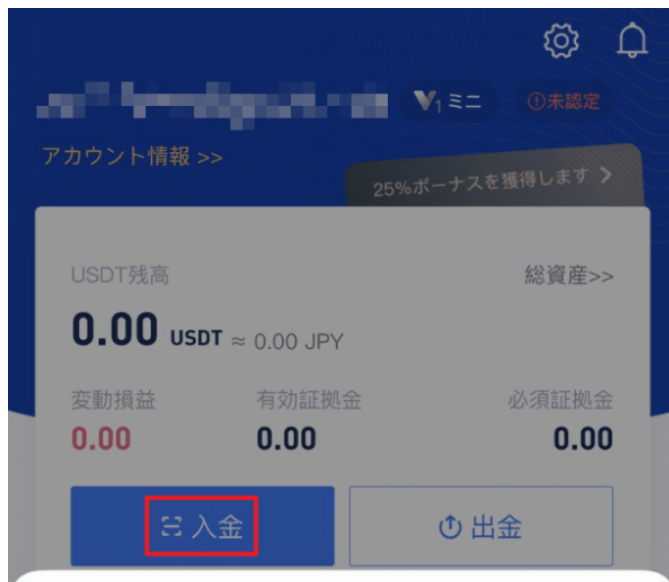 V1 ミニ 未認定
アカウント情報 >>
25%ボーナスを獲得します >
USDT残高 総資産>>
0.00 USDT ≈ 0.00 JPY
変動損益 有効証拠金 必須証拠金
0.00 0.00 0.00
入金 出金